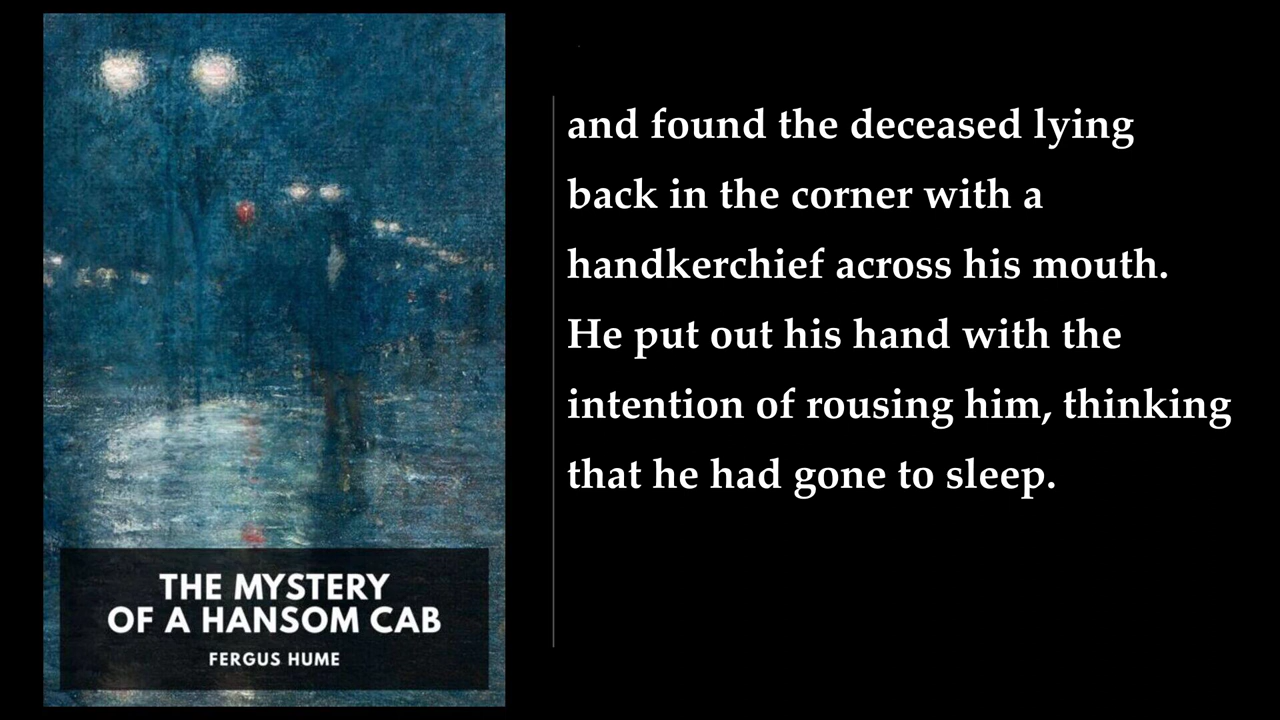 and found the deceased lying
back in the corner with a
handkerchief across his mouth.
He put out his hand with the
intention of rousing him, thinking
that he had gone to sleep.
THE MYSTERY
OF A HANSOM CAB
FERGUS HUME